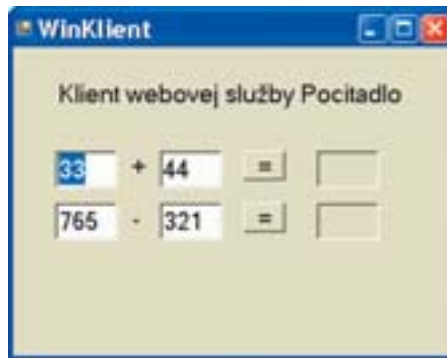 WinKlient
Klient webovej služby Pocitadlo
33 + 44 =
765 - 321 =